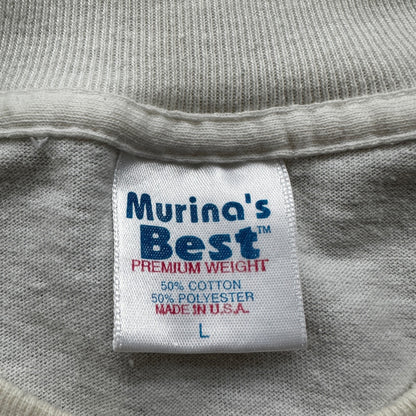 Murina's
Best™
PREMIUM WEIGHT
50% COTTON
50% POLYESTER
MADE IN U.S.A.
L